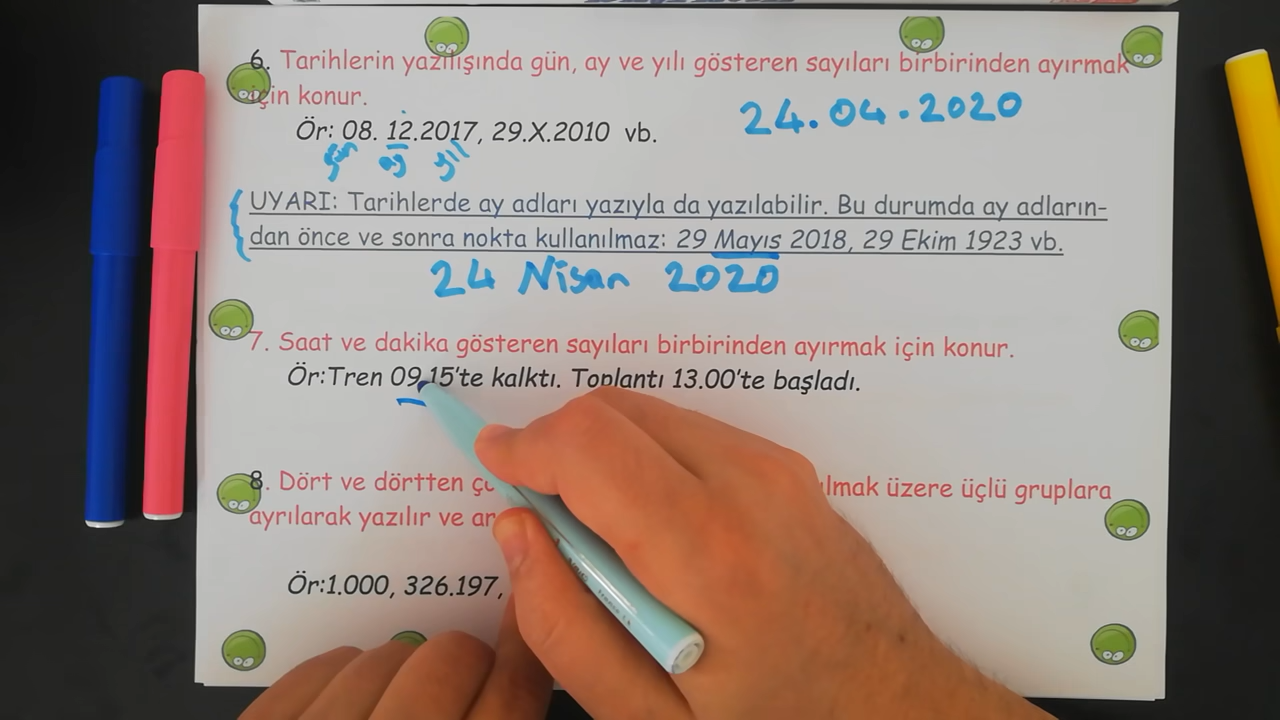 6. Tarihlerin yazılışında gün, ay ve yılı gösteren sayıları birbirinden ayırmak
için konur.
24.04.2020
Ör: 08. 12.2017, 29.X.2010 vb.
gün ay yıl
UYARI: Tarihlerde ay adları yazıyla da yazılabilir. Bu durumda ay adların-
dan önce ve sonra nokta kullanılmaz: 29 Mayıs 2018, 29 Ekim 1923 vb.
24 Nisan 2020
7. Saat ve dakika gösteren sayıları birbirinden ayırmak için konur.
Ör:Tren 09.15'te kalktı. Toplantı 13.00'te başladı.
8. Dört ve dörtten üzere üçlü gruplara
ayrılarak yazılır ve
Ör:1.000, 326.197,